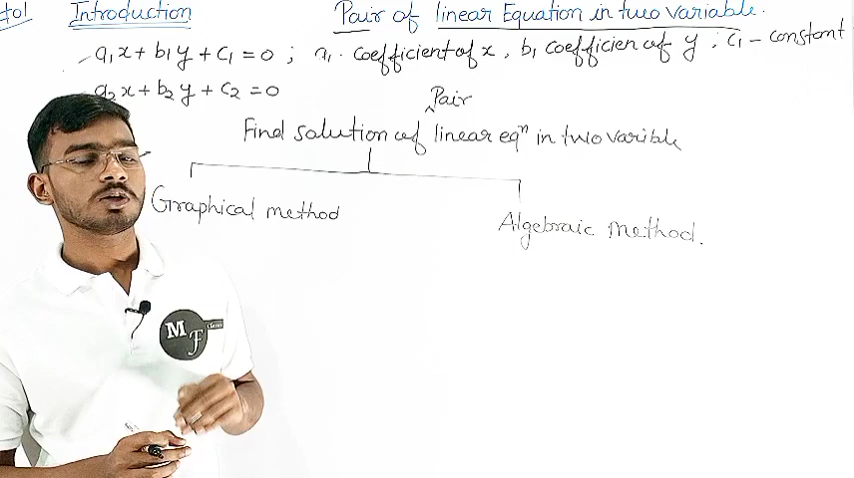 Introduction
Pair of linear Equation in two variable.
a₁x + b₁y + c₁ = 0 ; a₁ · coefficient of x , b₁ coefficien of y ; c₁ - constant
a₂x + b₂y + c₂ = 0
Pair
Find solution of ^ linear eqⁿ in two varible
Graphical method
Algebraic method.
M
F